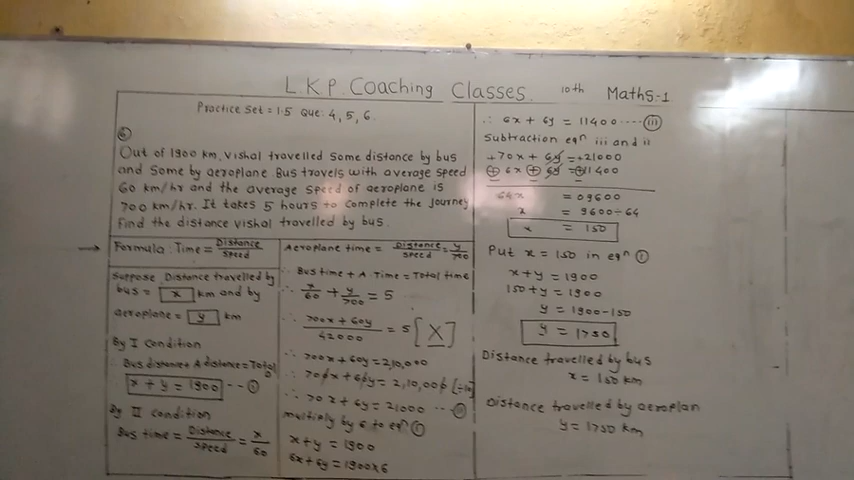 L.K.P. Coaching Classes. 10th Maths-1
Practice Set = 1.5 Que: 4, 5, 6.
⑥
Out of 1900 km, Vishal travelled some distance by bus
and some by aeroplane Bus travels with average speed
60 km/hr and the average speed of aeroplane is
700 km/hr. It takes 5 hours to complete the journey
Find the distance vishal travelled by bus.
→ Formula: Time = Distance/Speed
Suppose Distance travelled by
bus = x km and by
aeroplane = y km
By I condition
∴ Bus distance + A distance = Total D
x + y = 1900 --- ①
By II condition
Bus time = Distance/speed = x/60
Aeroplane time = Distance/speed = y/700
∴ Bus time + A Time = Total time
∴ x/60 + y/700 = 5
∴ 700x + 60y/42000 = 5 [X]
∴ 700x + 60y = 2,10,000
∴ 700x + 60y = 2,10,000 [÷10]
∴ 70x + 6y = 21000 --- ⑪
multiply by 6 to eqn ①
x + y = 1900
6x + 6y = 1900x6
∴ 6x + 6y = 11400 ---- ⑪I
Subtraction eqn iii and ii
+70x + 6y = +21000
⊕ 6x ⊕ 6y = ⊕11400
64x = 09600
x = 9600÷64
x = 150
Put x = 150 in eqn ①
x + y = 1900
150 + y = 1900
y = 1900-150
y = 1750
Distance travelled by bus
x = 150 km
Distance travelled by aeroplan
y = 1750 km